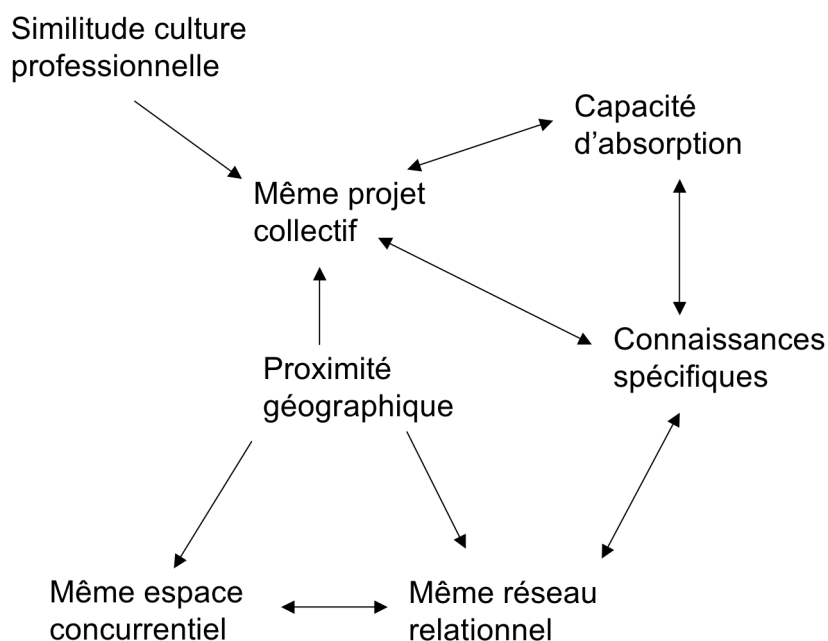 Similitude culture
professionnelle
Capacité
d’absorption
Même projet
collectif
Connaissances
spécifiques
Proximité
géographique
Même espace
concurrentiel
Même réseau
relationnel